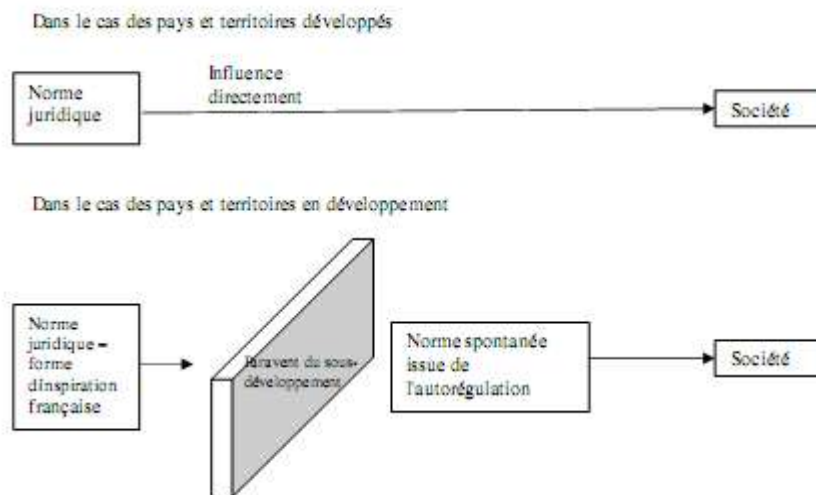 Dans le cas des pays et territoires développés
Influence
directement
Norme
juridique
Société
Dans le cas des pays et territoires en développement
Norme
juridique =
forme
d'inspiration
française
Paravent du sous-
développement
Norme spontanée
issue de
l'autorégulation
Société